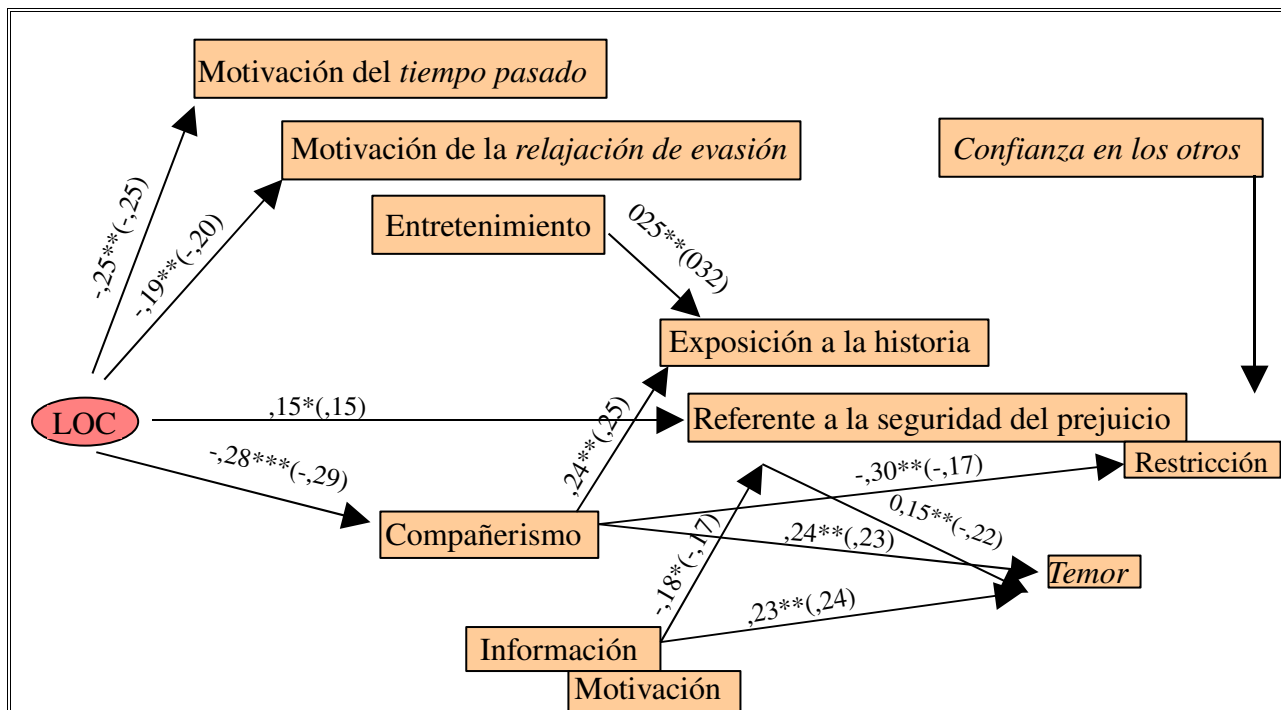 Motivación del tiempo pasado
Motivación de la relajación de evasión
Confianza en los otros
Entretenimiento
-,25**(-,25)
-,19**(-,20)
025**(032)
Exposición a la historia
LOC
,15*(,15)
Referente a la seguridad del prejuicio
Restricción
-,28***(-,29)
,24**(,25)
-,30**(-,17)
Compañerismo
-,18*(-,17)
0,15**(-,22)
,24**(,23)
Temor
,23**(,24)
Información
Motivación